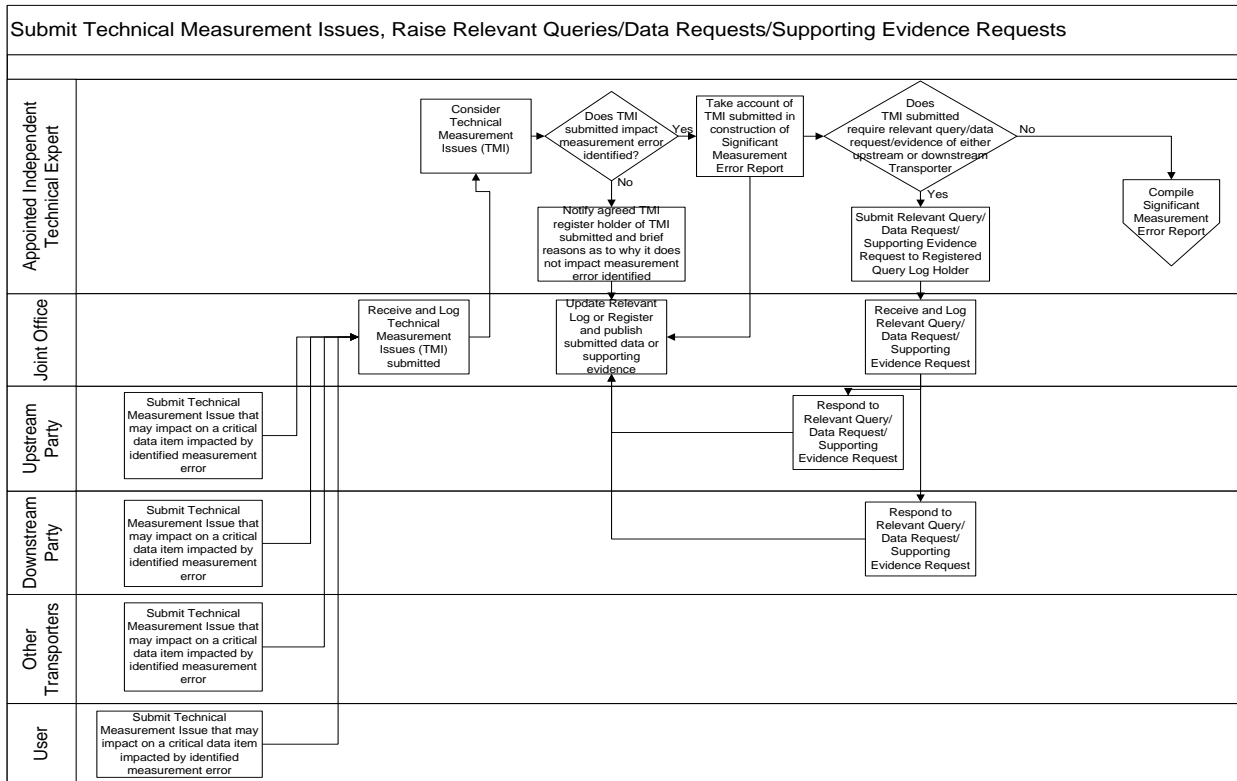 Submit Technical Measurement Issues, Raise Relevant Queries/Data Requests/Supporting Evidence Requests
Appointed Independent
Technical Expert
Consider
Technical
Measurement
Issues (TMI)
Does TMI
submitted impact
measurement error
identified?
Yes
No
Take account of
TMI submitted in
construction of
Significant
Measurement
Error Report
Does
TMI submitted
require relevant query/data
request/evidence of either
upstream or downstream
Transporter
No
Yes
Compile
Significant
Measurement
Error Report
Notify agreed TMI
register holder of TMI
submitted and brief
reasons as to why it does
not impact measurement
error identified
Submit Relevant Query/
Data Request/
Supporting Evidence
Request to Registered
Query Log Holder
Joint Office
Receive and Log
Technical
Measurement
Issues (TMI)
submitted
Update Relevant
Log or Register
and publish
submitted data or
supporting
evidence
Receive and Log
Relevant Query/
Data Request/
Supporting
Evidence Request
Upstream
Party
Submit Technical
Measurement Issue that
may impact on a critical
data item impacted by
identified measurement
error
Respond to
Relevant Query/
Data Request/
Supporting
Evidence Request
Downstream
Party
Submit Technical
Measurement Issue that
may impact on a critical
data item impacted by
identified measurement
error
Respond to
Relevant Query/
Data Request/
Supporting
Evidence Request
Other
Transporters
Submit Technical
Measurement Issue that
may impact on a critical
data item impacted by
identified measurement
error
User
Submit Technical
Measurement Issue that may
impact on a critical data item
impacted by identified
measurement error